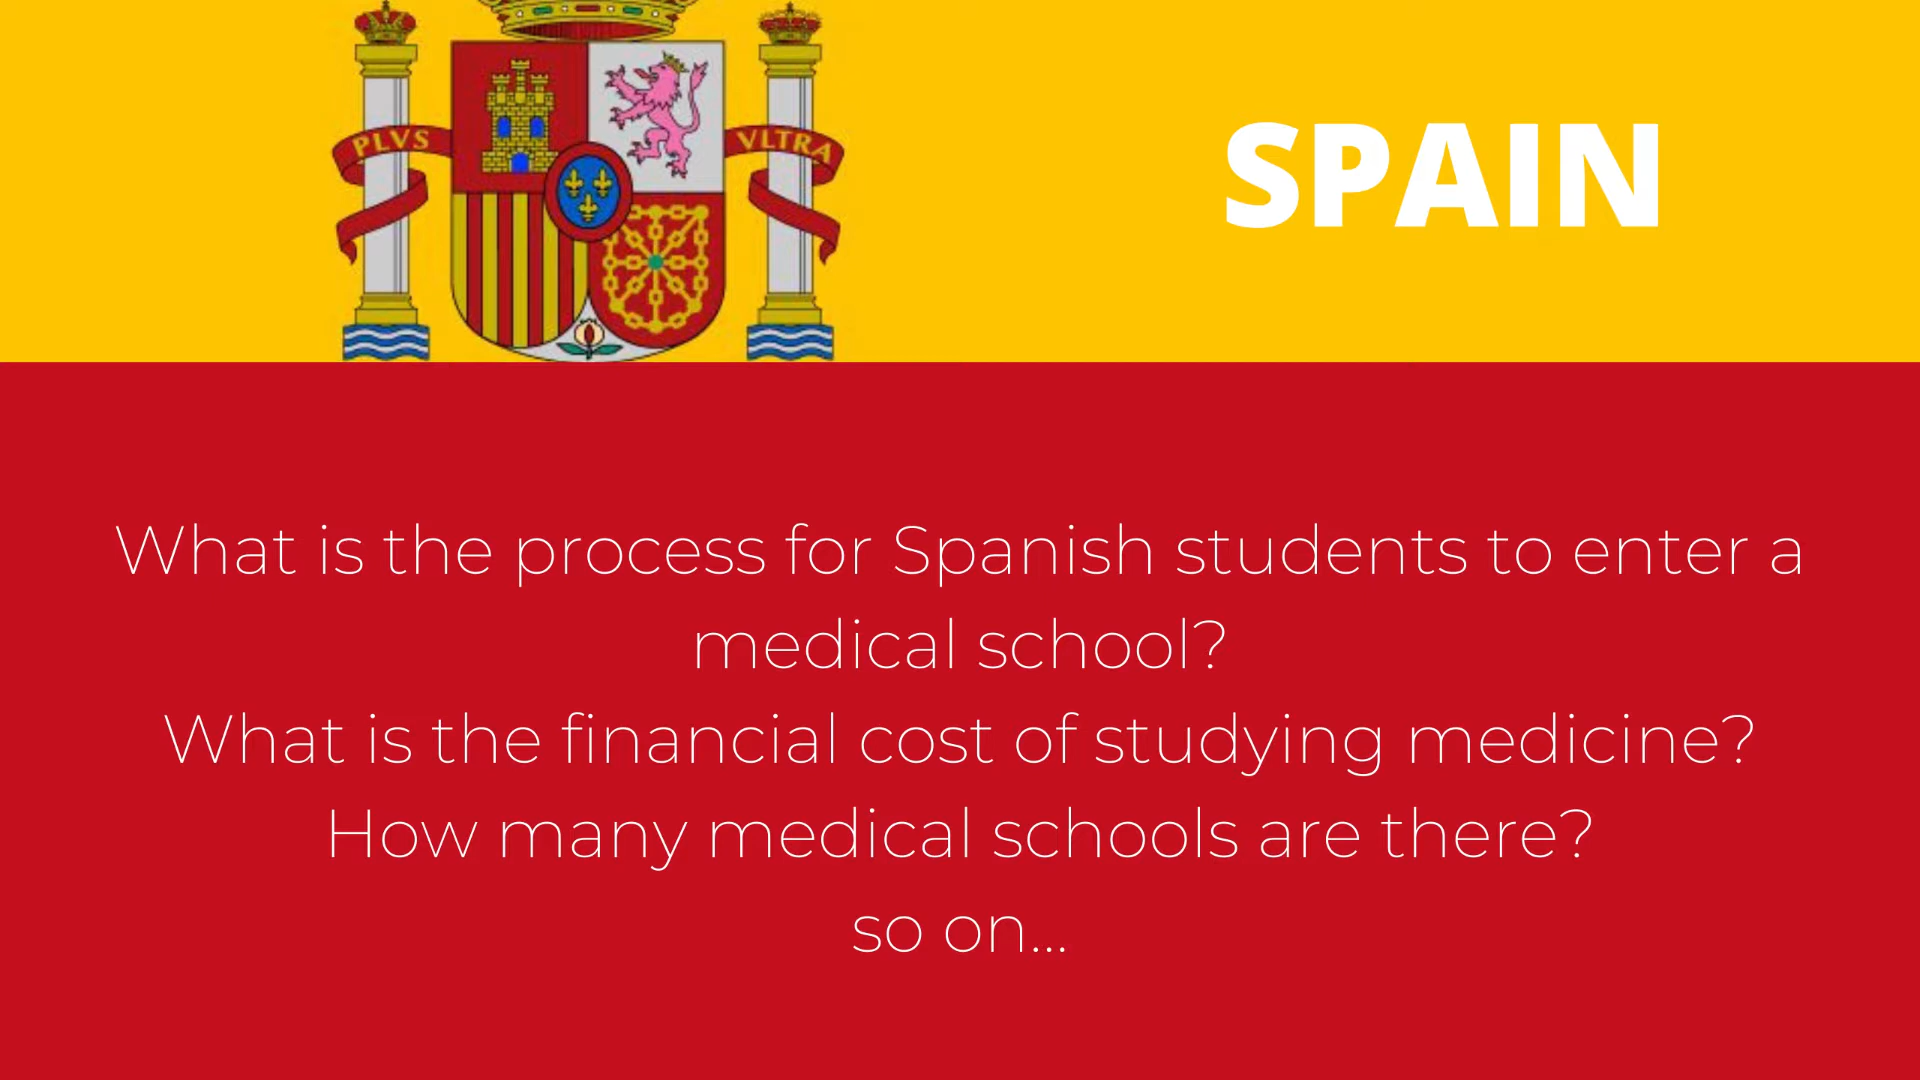 PLVS
VLTRA
SPAIN
What is the process for Spanish students to enter a
medical school?
What is the financial cost of studying medicine?
How many medical schools are there?
so on...